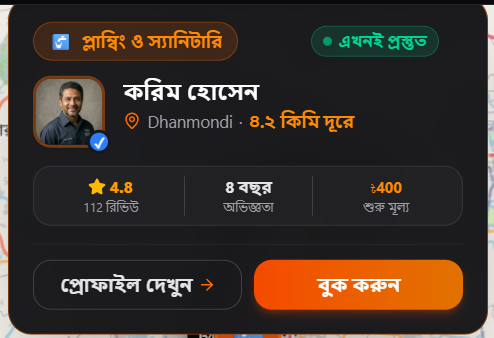 প্লাম্বিং ও স্যানিটারি
এখনই প্রস্তুত
করিম হোসেন
Dhanmondi · ৪.২ কিমি দূরে
4.8
112 রিভিউ
8 বছর
অভিজ্ঞতা
৳400
শুরু মূল্য
প্রোফাইল দেখুন →
বুক করুন